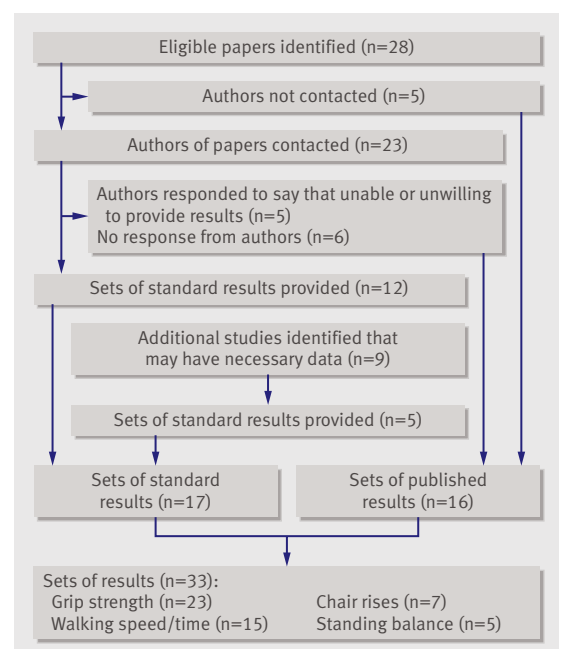 Eligible papers identified (n=28)
Authors not contacted (n=5)
Authors of papers contacted (n=23)
Authors responded to say that unable or unwilling
to provide results (n=5)
No response from authors (n=6)
Sets of standard results provided (n=12)
Additional studies identified that
may have necessary data (n=9)
Sets of standard results provided (n=5)
Sets of standard
results (n=17)
Sets of published
results (n=16)
Sets of results (n=33):
Grip strength (n=23)
Chair rises (n=7)
Walking speed/time (n=15)
Standing balance (n=5)